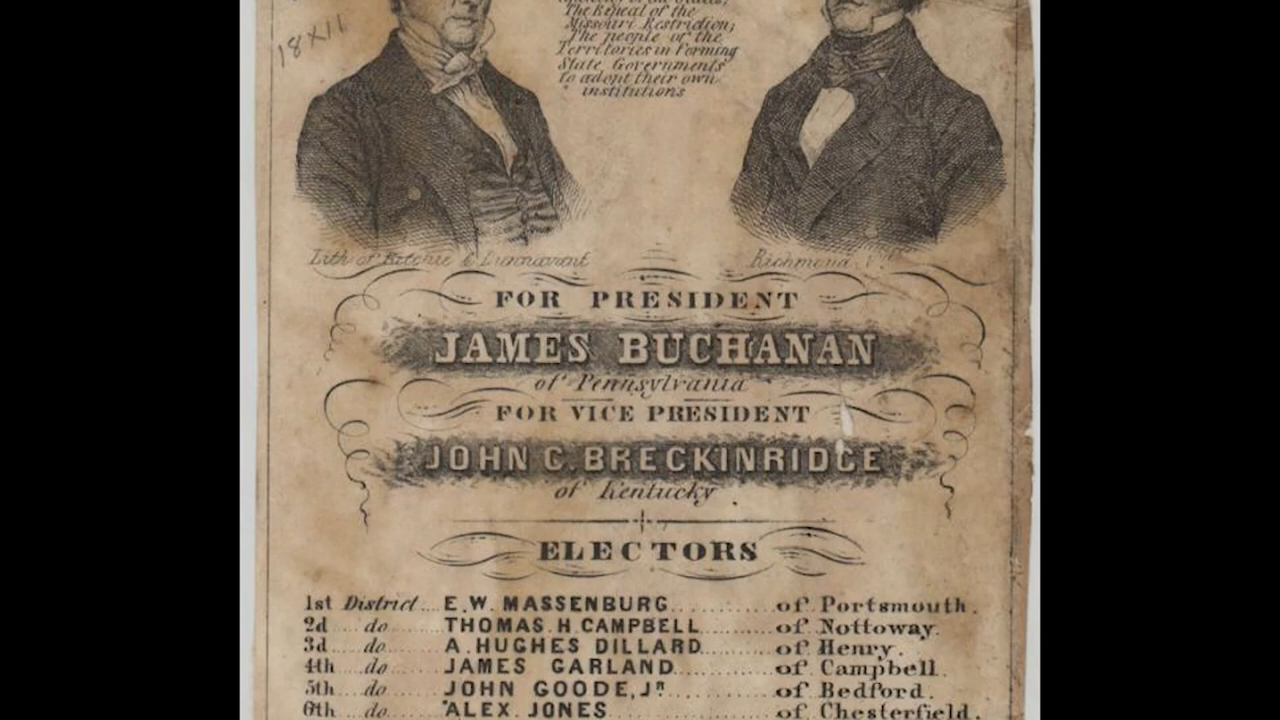 18 XII
The Repeal of the
Missouri Restriction;
The people of the
Territories in Forming
State Governments
to adopt their own
institutions
Lith of Ritchie & Dunnavant
Richmond, Va
FOR PRESIDENT
JAMES BUCHANAN
of Pennsylvania
FOR VICE PRESIDENT
JOHN C. BRECKINRIDGE
of Kentucky
ELECTORS
1st District E. W. MASSENBURG of Portsmouth.
2d do THOMAS H. CAMPBELL of Nottoway.
3d do A. HUGHES DILLARD of Henry.
4th do JAMES GARLAND of Campbell.
5th do JOHN GOODE, Jr of Bedford.
6th do ALEX. JONES of Chesterfield.